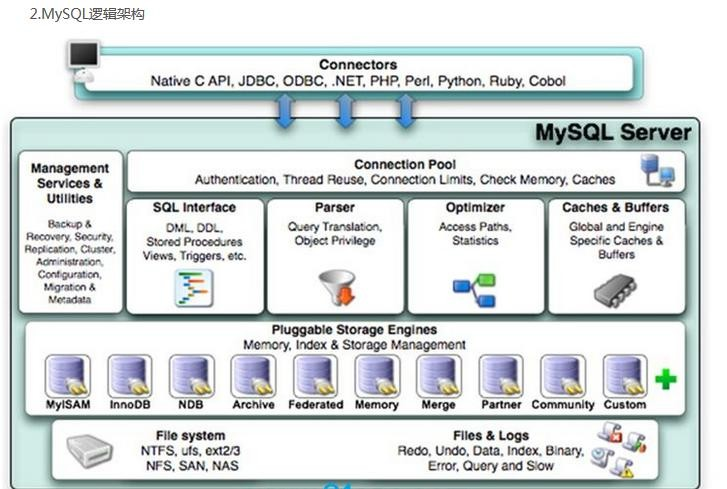 2.MySQL逻辑架构
Connectors
Native C API, JDBC, ODBC, .NET, PHP, Perl, Python, Ruby, Cobol
MySQL Server
Management
Services &
Utilities
Backup &
Recovery, Security,
Replication, Cluster,
Administration,
Configuration,
Migration &
Metadata
Connection Pool
Authentication, Thread Reuse, Connection Limits, Check Memory, Caches
SQL Interface
DML, DDL,
Stored Procedures
Views, Triggers, etc.
Parser
Query Translation,
Object Privilege
Optimizer
Access Paths,
Statistics
Caches & Buffers
Global and Engine
Specific Caches &
Buffers
Pluggable Storage Engines
Memory, Index & Storage Management
MyISAM
InnoDB
NDB
Archive
Federated
Memory
Merge
Partner
Community
Custom
File system
NTFS, ufs, ext2/3
NFS, SAN, NAS
Files & Logs
Redo, Undo, Data, Index, Binary,
Error, Query and Slow